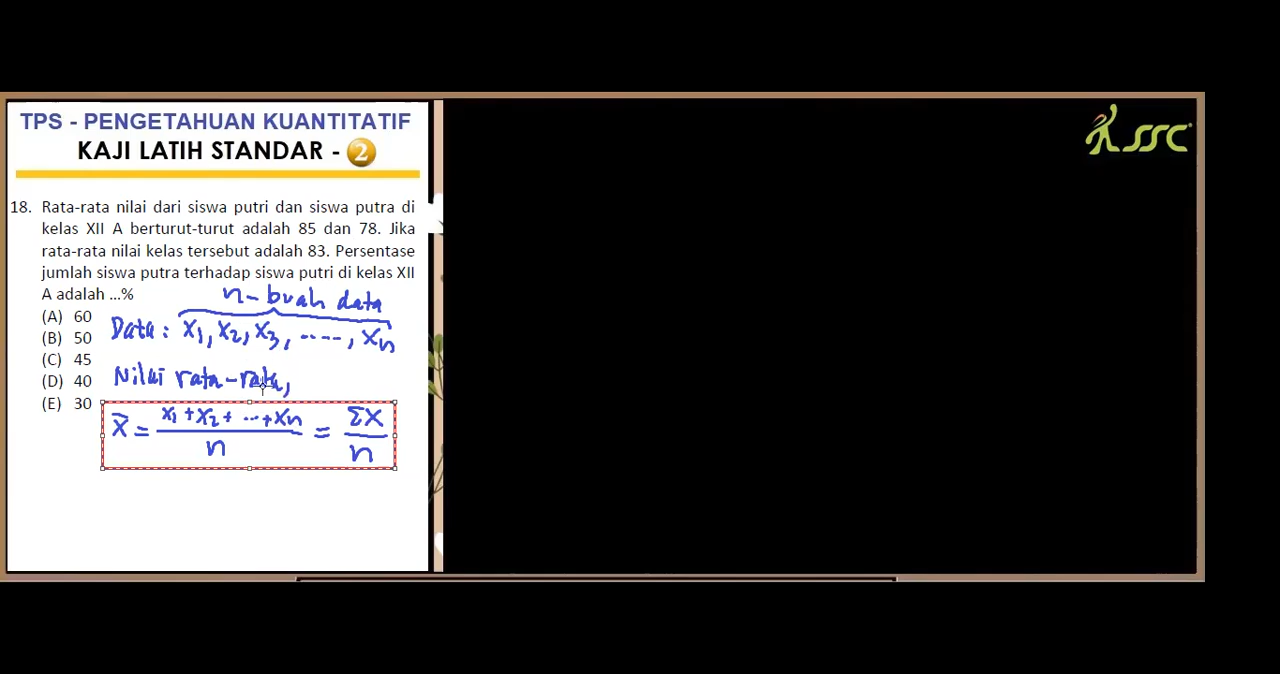 TPS - PENGETAHUAN KUANTITATIF
KAJI LATIH STANDAR - 2
SSC
18. Rata-rata nilai dari siswa putri dan siswa putra di
kelas XII A berturut-turut adalah 85 dan 78. Jika
rata-rata nilai kelas tersebut adalah 83. Persentase
jumlah siswa putra terhadap siswa putri di kelas XII
A adalah ...%
(A) 60
(B) 50
(C) 45
(D) 40
(E) 30
n - buah data
Data : x₁, x₂, x₃, ....., xₙ
Nilai rata-rata,
x̄ = (x₁ + x₂ + ... + xₙ)/n = Σx/n